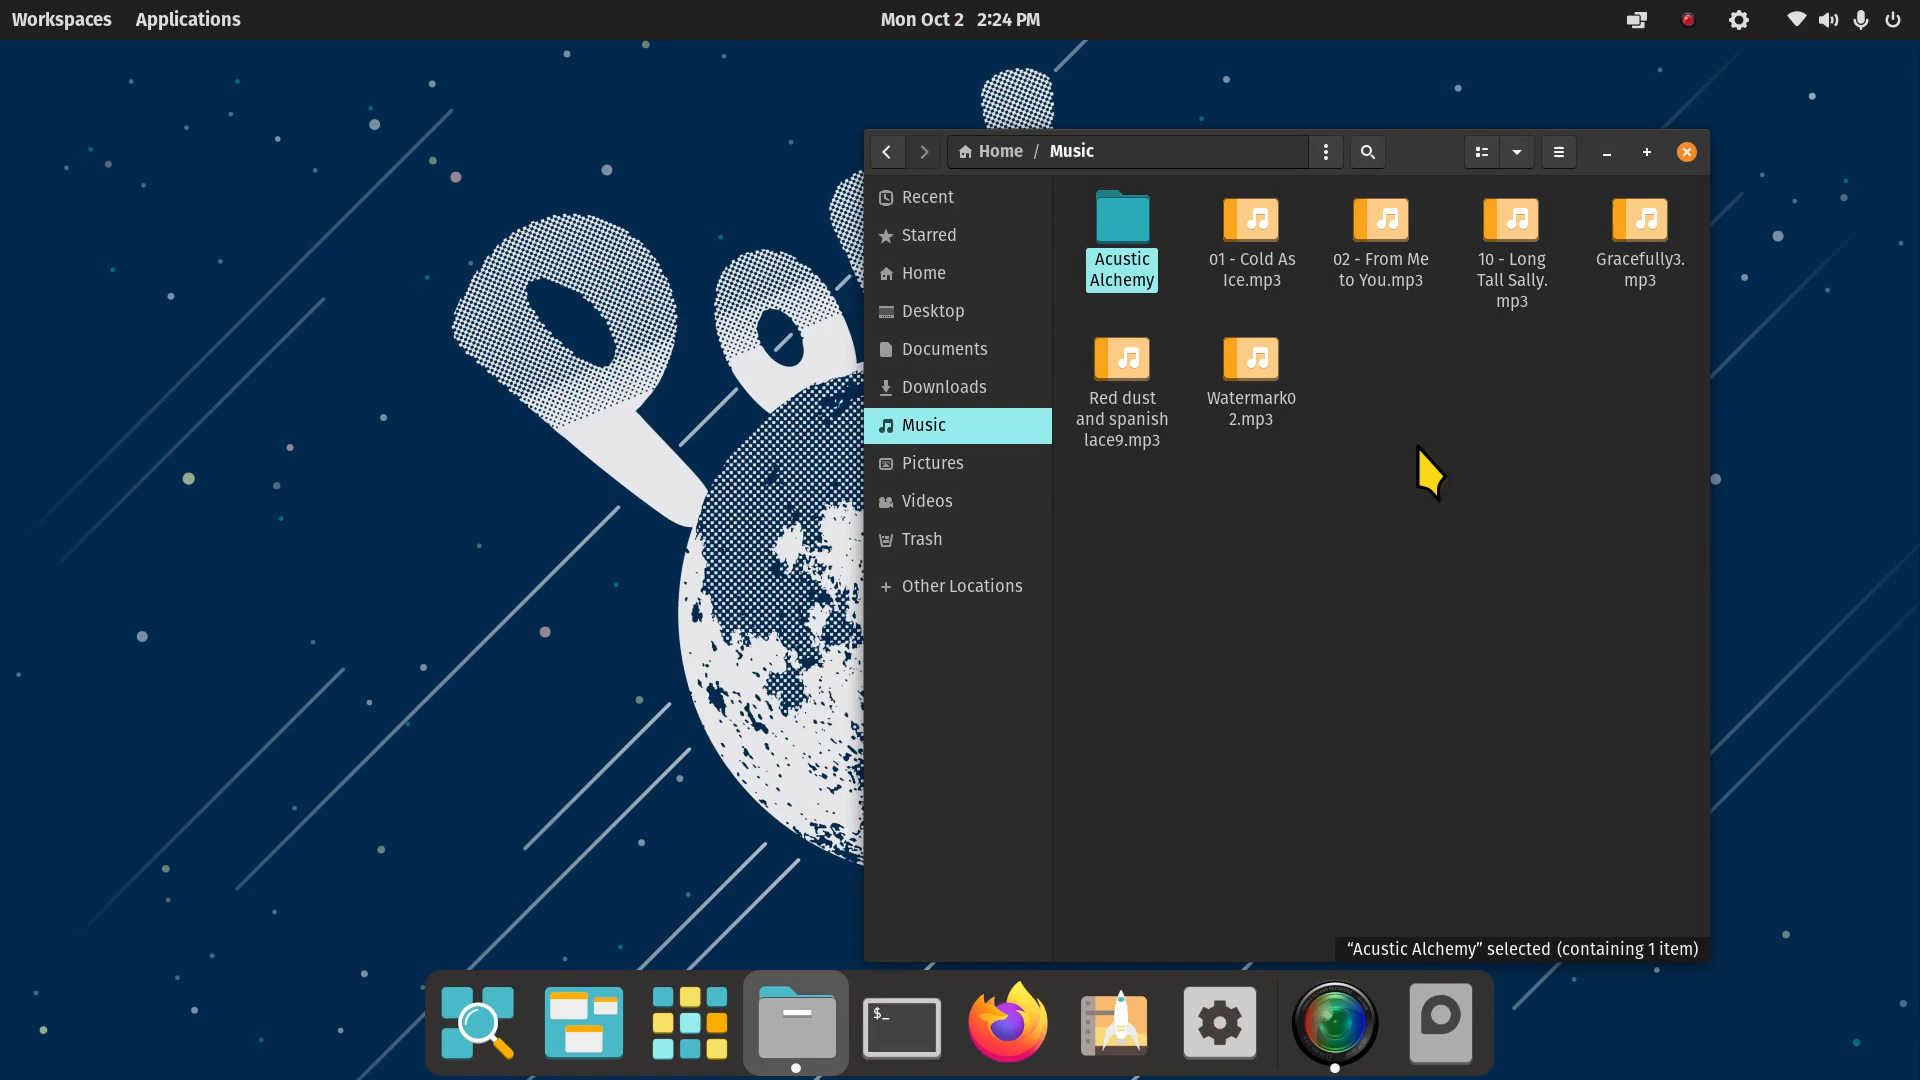 Workspaces Applications Mon Oct 2 2:24 PM
Home / Music
Recent
Starred
Home
Desktop
Documents
Downloads
Music
Pictures
Videos
Trash
Other Locations
Acustic
Alchemy
01 - Cold As
Ice.mp3
02 - From Me
to You.mp3
10 - Long
Tall Sally.
mp3
Gracefully3.
mp3
Red dust
and spanish
lace9.mp3
Watermark0
2.mp3
“Acustic Alchemy” selected (containing 1 item)
$_